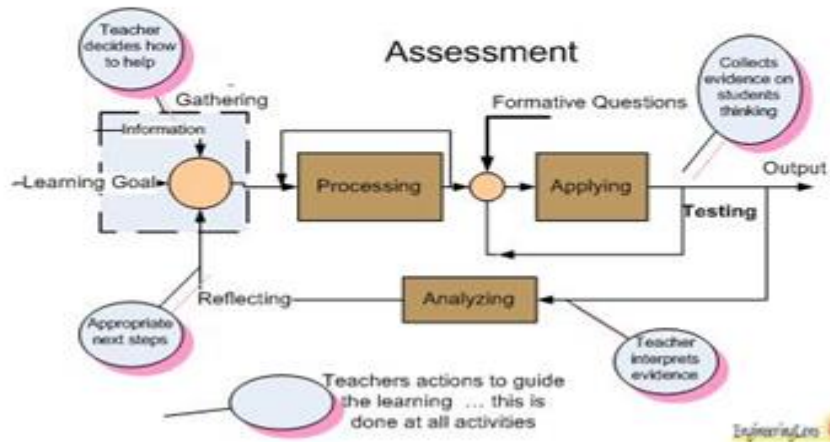 Teacher
decides how
to help
Assessment
Collects
evidence on
students
thinking
Gathering
Formative Questions
Information
Learning Goal
Processing
Applying
Output
Testing
Reflecting
Analyzing
Appropriate
next steps
Teacher
interprets
evidence
Teachers actions to guide
the learning ... this is
done at all activities
EngineeringLens